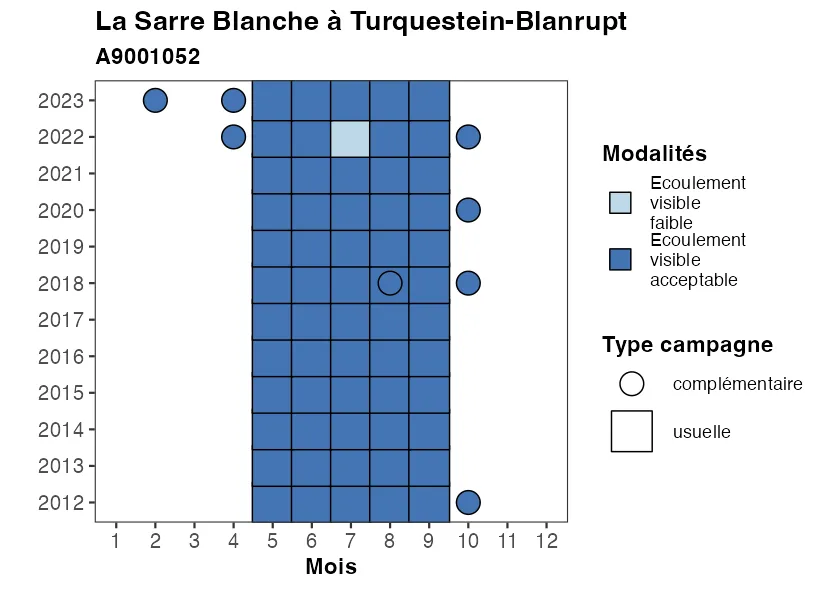 La Sarre Blanche à Turquestein-Blanrupt
A9001052
2023
2022
2021
2020
2019
2018
2017
2016
2015
2014
2013
2012
1 2 3 4 5 6 7 8 9 10 11 12
Mois
Modalités
Ecoulement
visible
faible
Ecoulement
visible
acceptable
Type campagne
complémentaire
usuelle